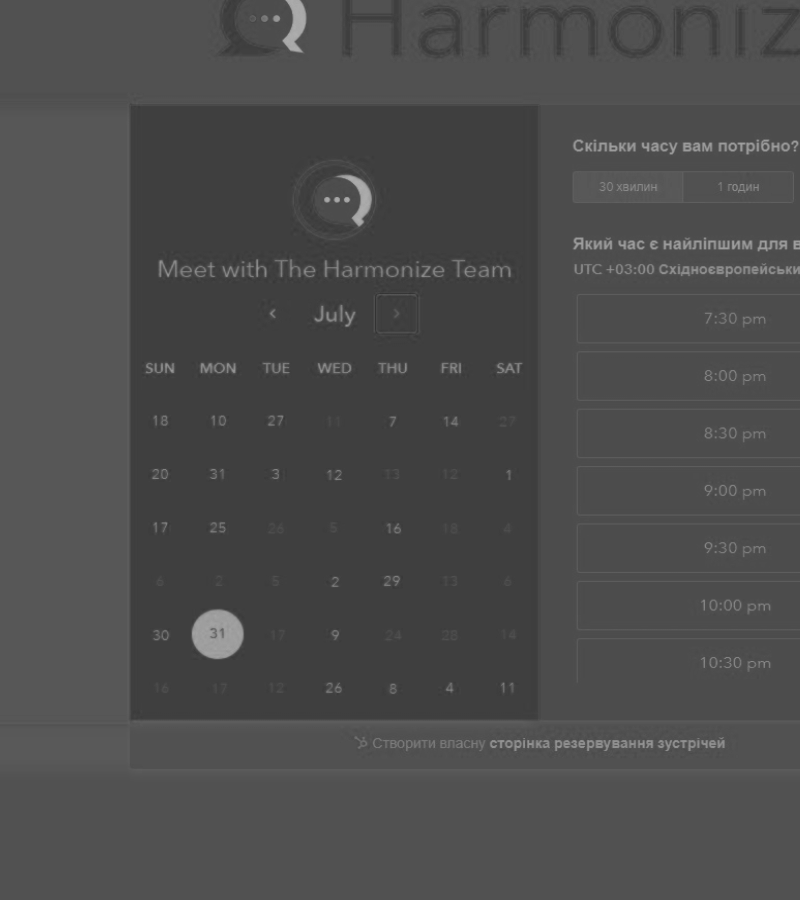 Harmoniz
Meet with The Harmonize Team
July
SUN MON TUE WED THU FRI SAT
18 10 27 11 7 14 27
20 31 3 12 13 12 1
17 25 26 5 16 18 4
6 2 5 2 29 13 6
30 31 17 9 24 28 14
16 17 12 26 8 4 11
Скільки часу вам потрібно?
30 хвилин 1 годин
Який час є найліпшим для в
UTC +03:00 Східноєвропейськи
7:30 pm
8:00 pm
8:30 pm
9:00 pm
9:30 pm
10:00 pm
10:30 pm
Створити власну сторінка резервування зустрічей